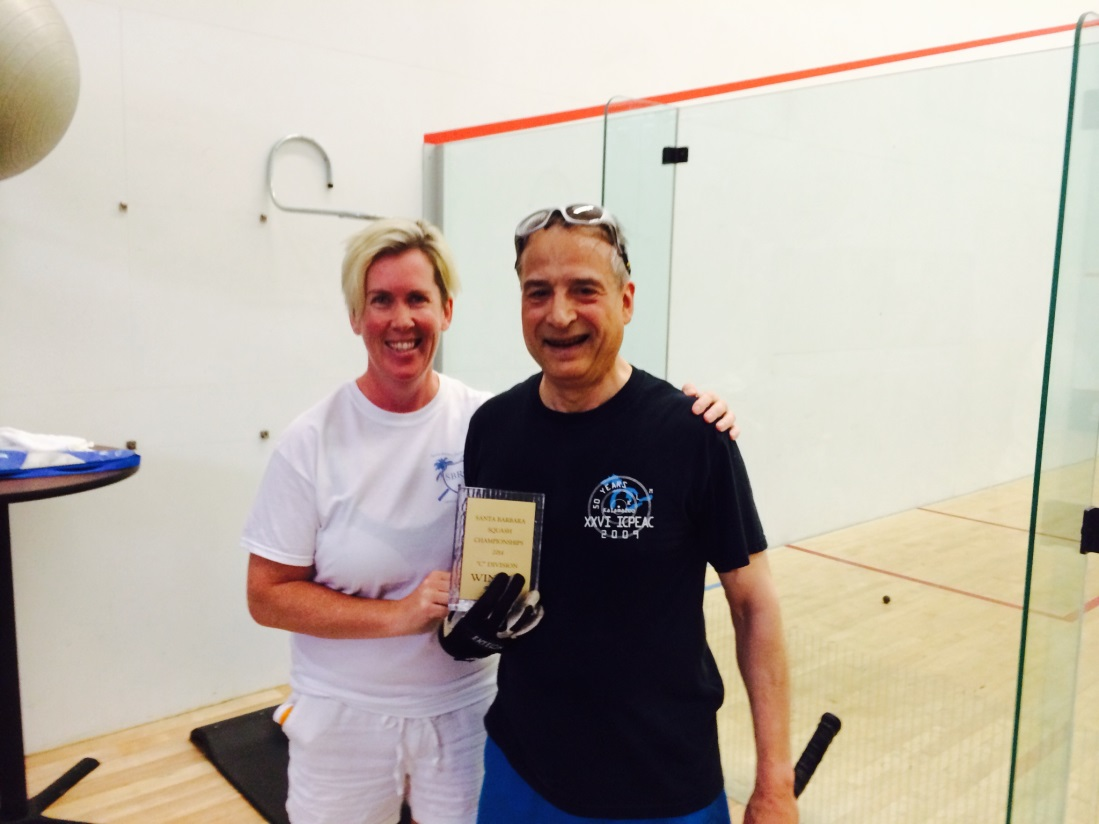 SANTA BARBARA
SQUASH
CHAMPIONSHIPS
2014
"C" DIVISION
50 YEARS
XXVI ICPEAC
2009